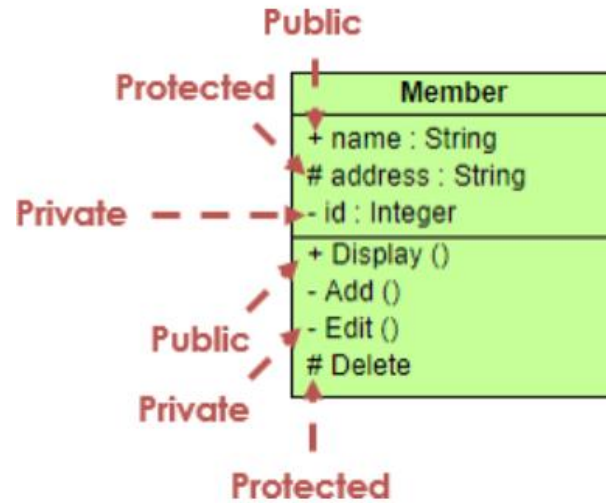 Public
Protected
Member
+ name : String
# address : String
Private
- id : Integer
+ Display ()
- Add ()
Public
- Edit ()
Private
# Delete
Protected